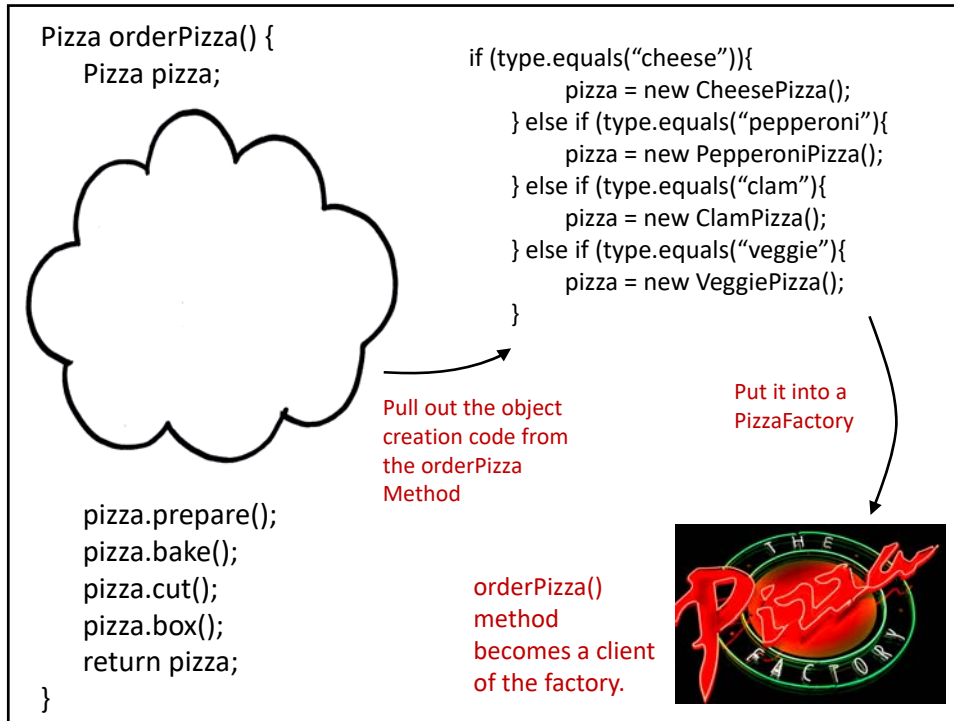 Pizza orderPizza() {
Pizza pizza;
if (type.equals(“cheese”)){
pizza = new CheesePizza();
} else if (type.equals(“pepperoni”){
pizza = new PepperoniPizza();
} else if (type.equals(“clam”){
pizza = new ClamPizza();
} else if (type.equals(“veggie”){
pizza = new VeggiePizza();
}
Pull out the object
creation code from
the orderPizza
Method
Put it into a
PizzaFactory
pizza.prepare();
pizza.bake();
pizza.cut();
pizza.box();
return pizza;
}
orderPizza()
method
becomes a client
of the factory.
THE
Pizza
FACTORY